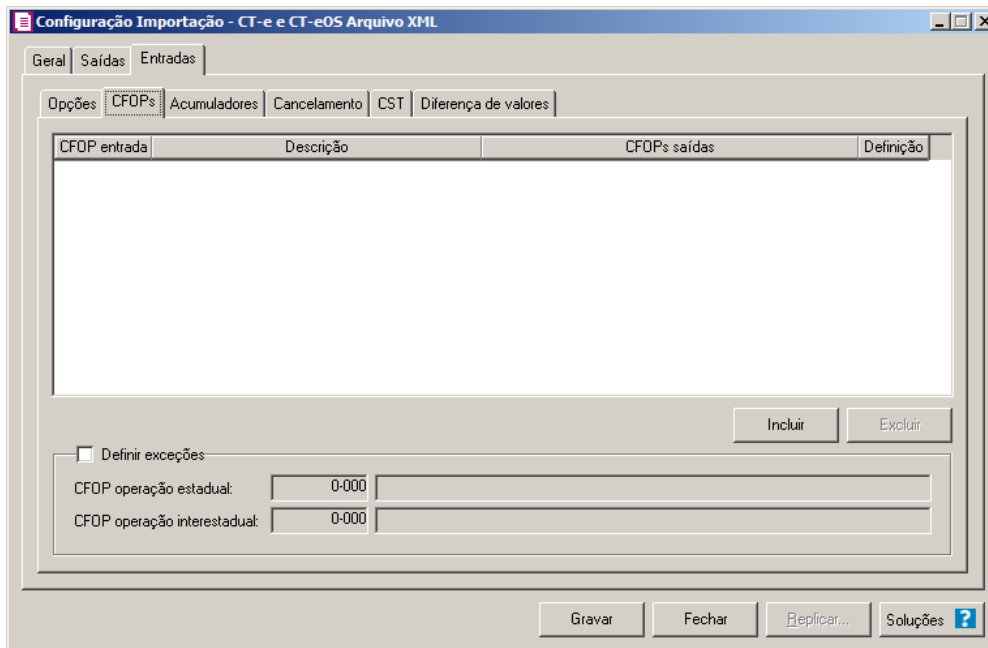 Configuração Importação - CT-e e CT-eOS Arquivo XML
Geral Saídas Entradas
Opções CFOPs Acumuladores Cancelamento CST Diferença de valores
CFOP entrada Descrição CFOPs saídas Definição
Incluir Excluir
Definir exceções
CFOP operação estadual: 0-000
CFOP operação interestadual: 0-000
Gravar Fechar Replicar... Soluções ?